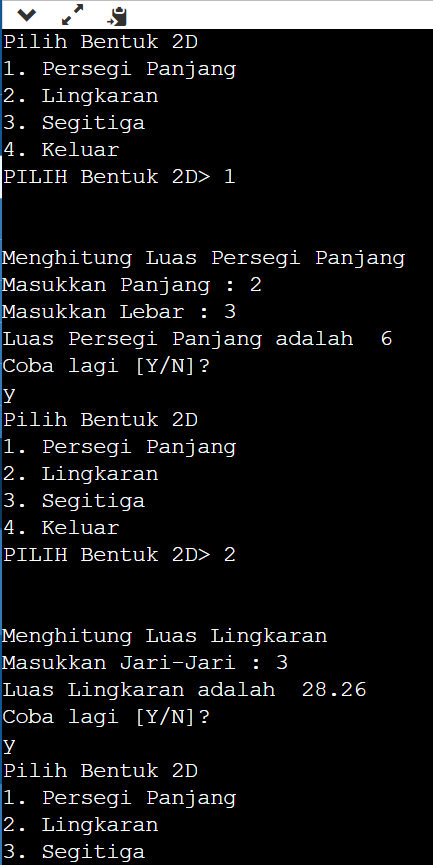 Pilih Bentuk 2D
1. Persegi Panjang
2. Lingkaran
3. Segitiga
4. Keluar
PILIH Bentuk 2D> 1
Menghitung Luas Persegi Panjang
Masukkan Panjang : 2
Masukkan Lebar : 3
Luas Persegi Panjang adalah  6
Coba lagi [Y/N]?
y
Pilih Bentuk 2D
1. Persegi Panjang
2. Lingkaran
3. Segitiga
4. Keluar
PILIH Bentuk 2D> 2
Menghitung Luas Lingkaran
Masukkan Jari-Jari : 3
Luas Lingkaran adalah  28.26
Coba lagi [Y/N]?
y
Pilih Bentuk 2D
1. Persegi Panjang
2. Lingkaran
3. Segitiga